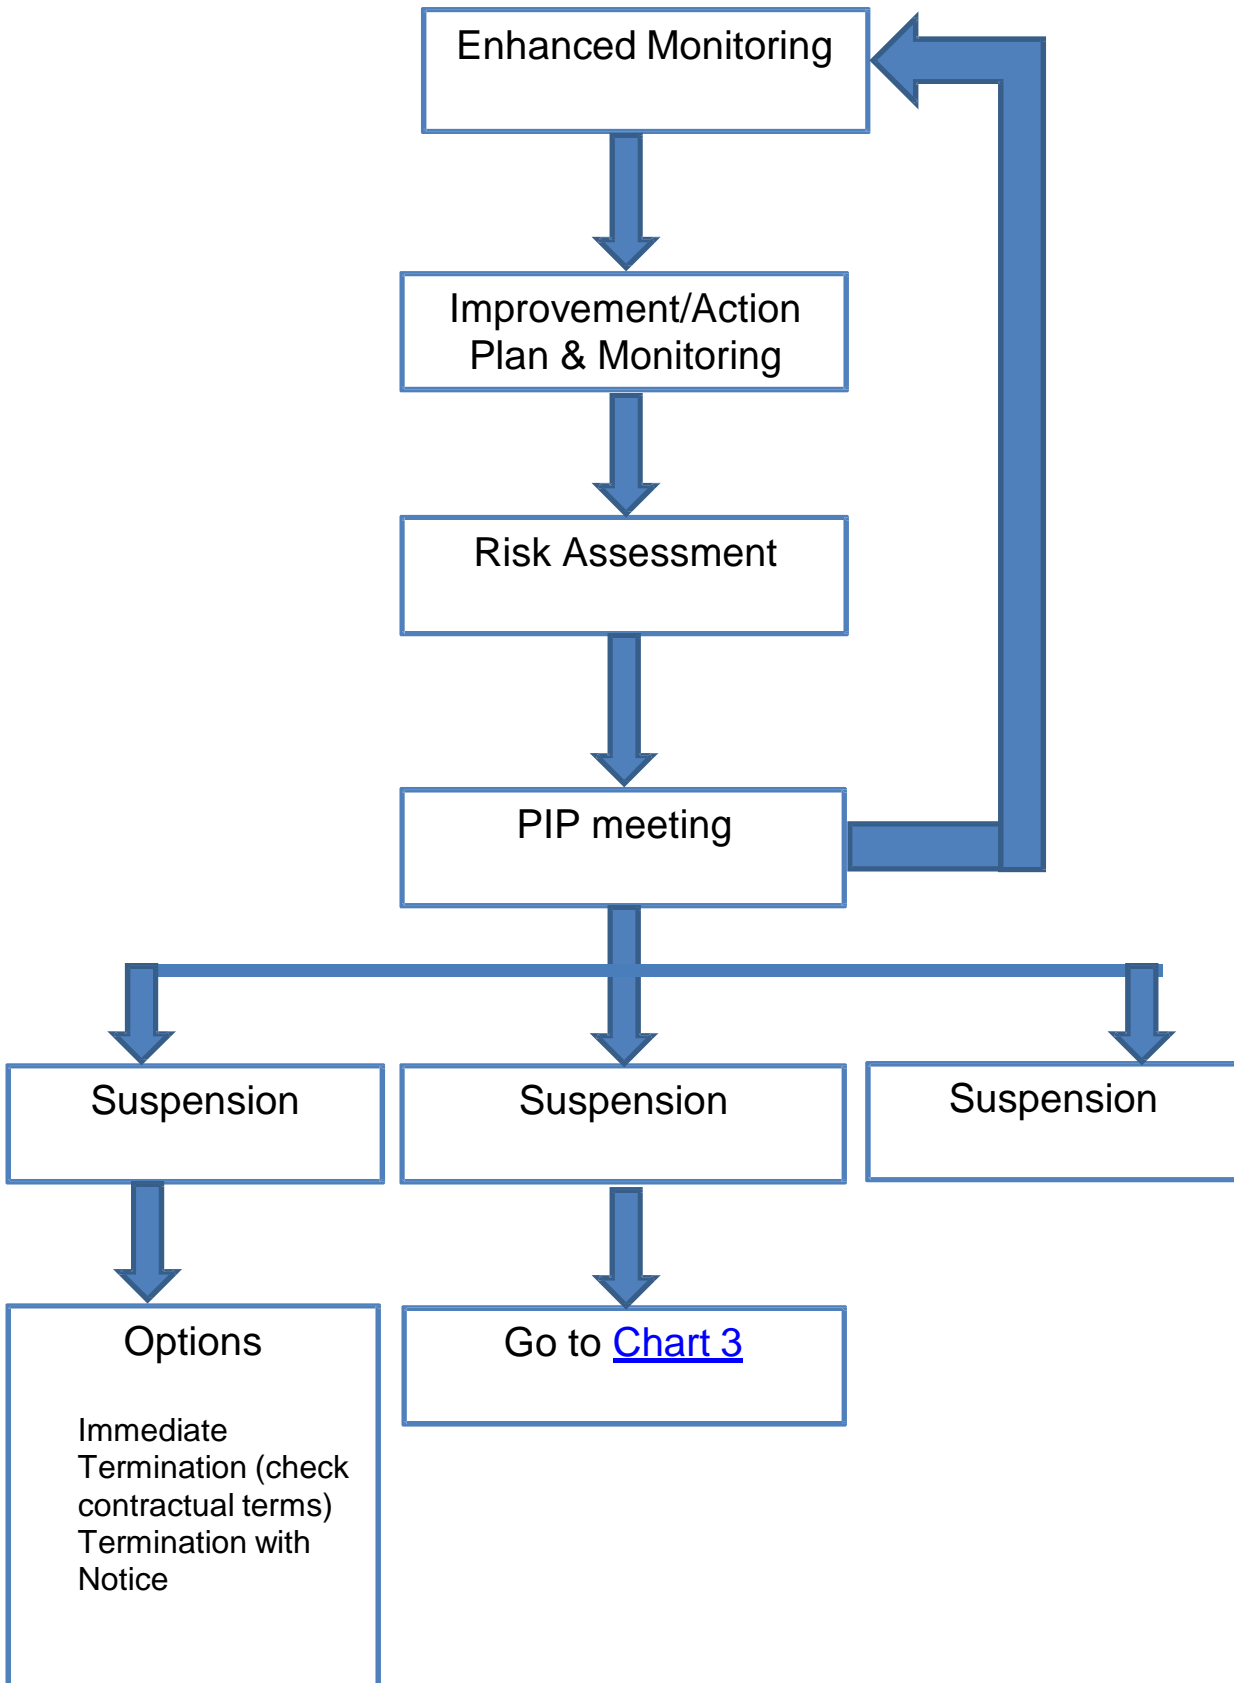 Enhanced Monitoring
Improvement/Action
Plan & Monitoring
Risk Assessment
PIP meeting
Suspension
Suspension
Suspension
Options
Immediate
Termination (check
contractual terms)
Termination with
Notice
Go to Chart 3